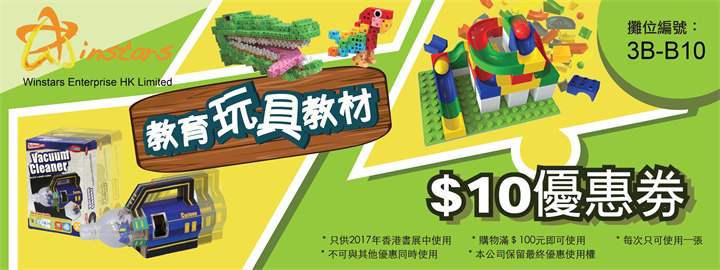 Winstars
Winstars Enterprise HK Limited
攤位編號：
3B-B10
教育玩具教材
Vacuum
Cleaner
$10優惠券
* 只供2017年香港書展中使用
* 購物滿＄100元即可使用
* 每次只可使用一張
* 不可與其他優惠同時使用
* 本公司保留最終優惠使用權